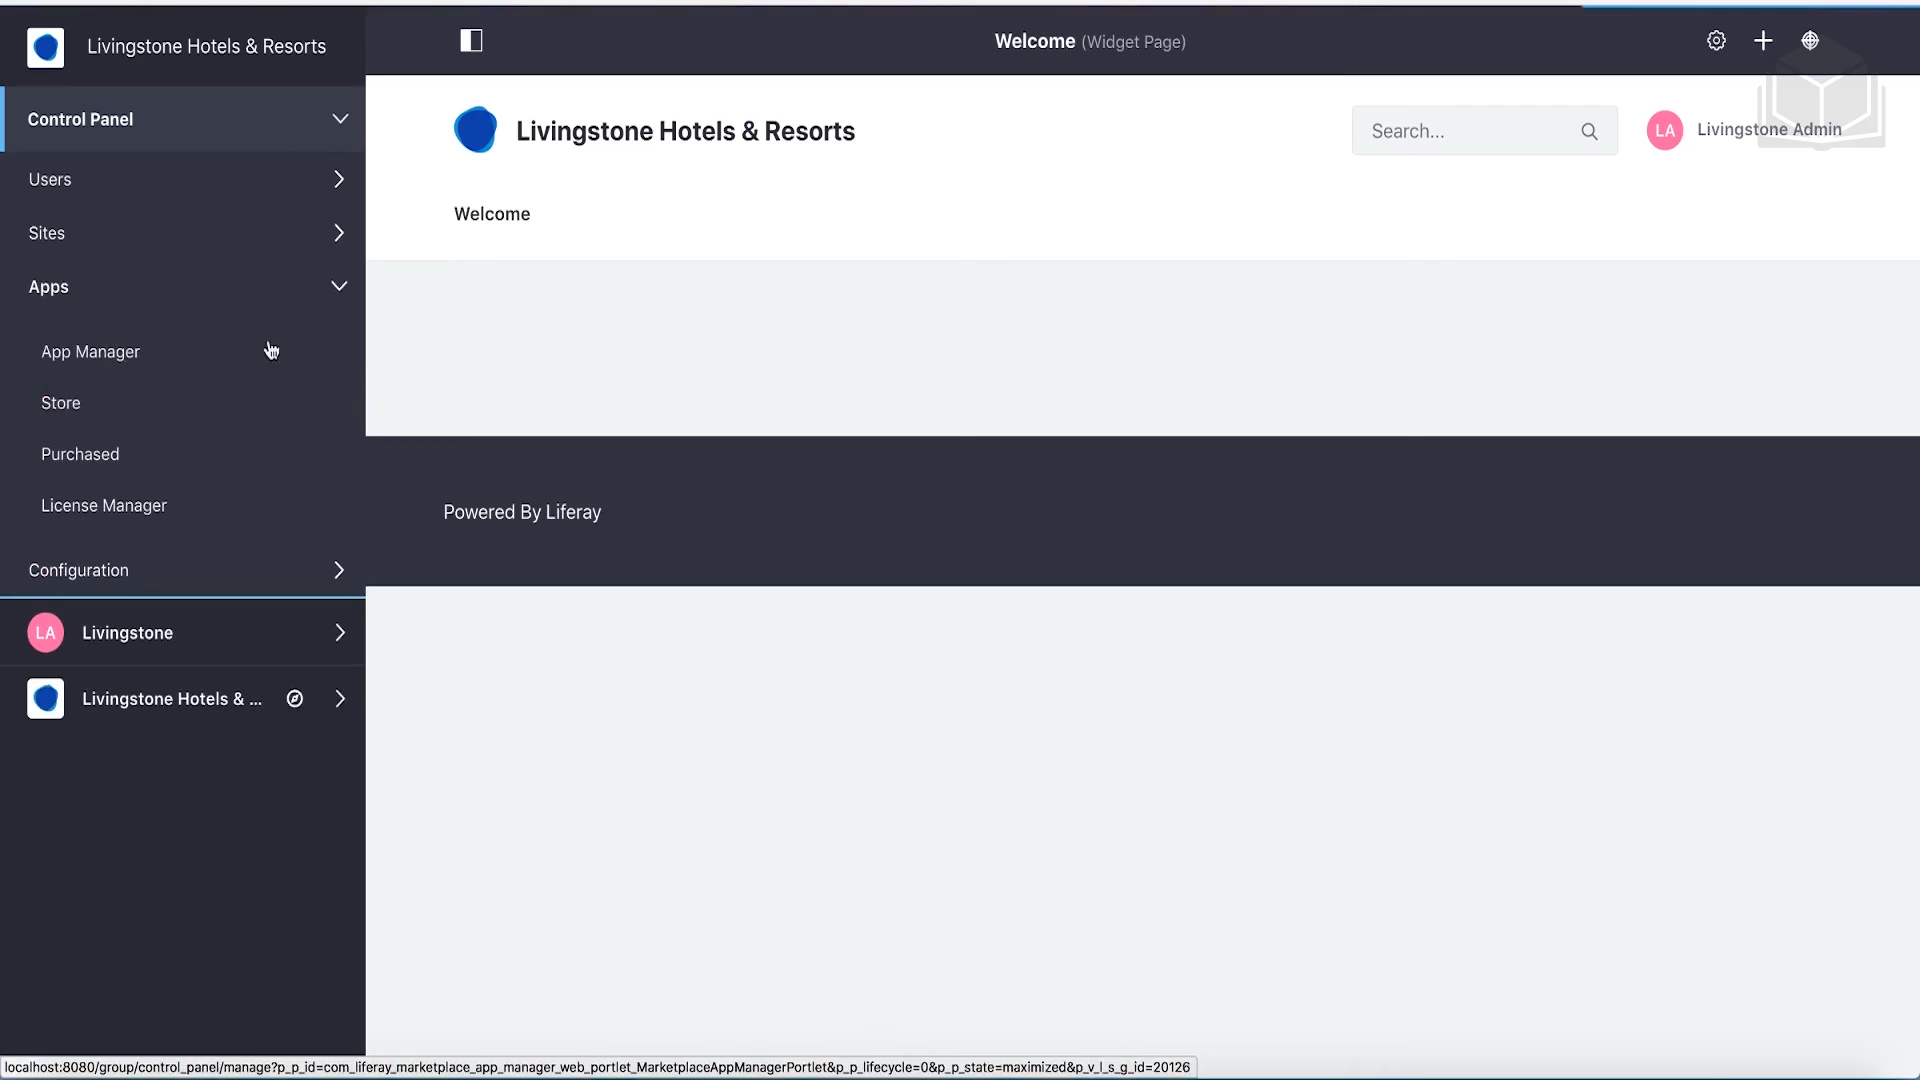 Livingstone Hotels & Resorts
Welcome (Widget Page)
Control Panel
Users
Sites
Apps
App Manager
Store
Purchased
License Manager
Configuration
LA Livingstone
Livingstone Hotels & ...
Livingstone Hotels & Resorts
Search...
LA Livingstone Admin
Welcome
Powered By Liferay
localhost:8080/group/control_panel/manage?p_p_id=com_liferay_marketplace_app_manager_web_portlet_MarketplaceAppManagerPortlet&p_p_lifecycle=0&p_p_state=maximized&p_v_l_s_g_id=20126